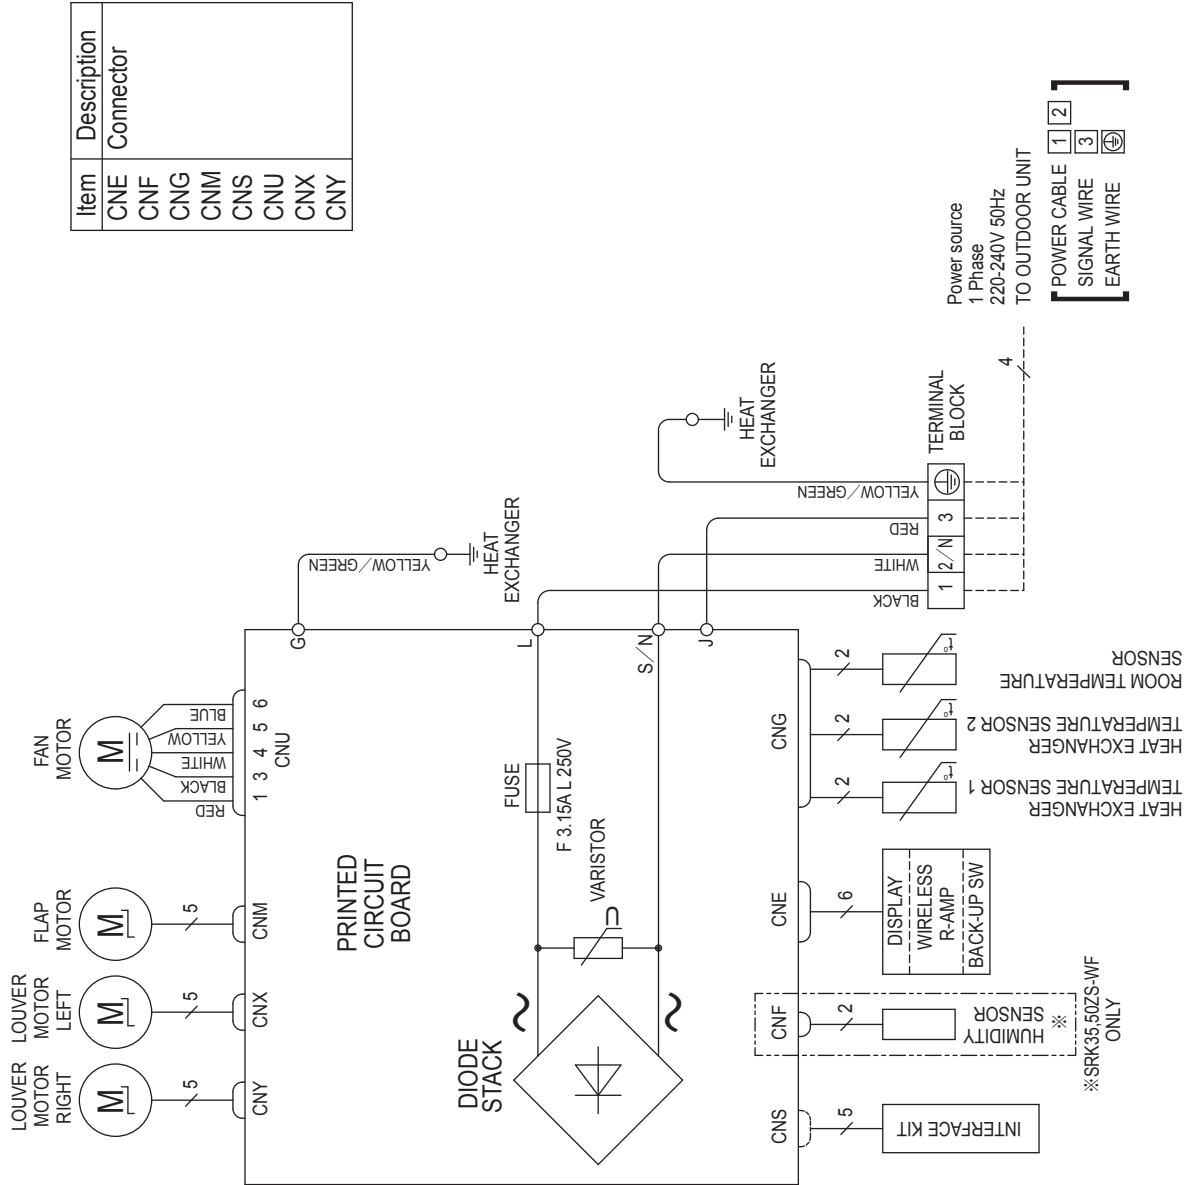 Item Description
CNE Connector
CNF
CNG
CNM
CNS
CNU
CNX
CNY
FAN
MOTOR
FLAP
MOTOR
LOUVER
MOTOR
LEFT
LOUVER
MOTOR
RIGHT
RED
BLACK
WHITE
YELLOW
BLUE
1 3 4 5 6
CNU
5
CNM
5
CNX
5
CNY
M
M
M
M
PRINTED
CIRCUIT
BOARD
DIODE
STACK
FUSE
F 3.15A L 250V
VARISTOR
~
~
G
L
S/N
J
YELLOW/GREEN
HEAT
EXCHANGER
YELLOW/GREEN
HEAT
EXCHANGER
BLACK
WHITE
RED
1 2/N 3
TERMINAL
BLOCK
4
Power source
1 Phase
220-240V 50Hz
TO OUTDOOR UNIT
POWER CABLE 1 2
SIGNAL WIRE 3
EARTH WIRE
CNS
5
INTERFACE KIT
CNF
2
HUMIDITY
SENSOR
※
※SRK35,50ZS-WF
ONLY
CNE
6
DISPLAY
WIRELESS
R-AMP
BACK-UP SW
CNG
2
t°
HEAT EXCHANGER
TEMPERATURE SENSOR 1
2
t°
HEAT EXCHANGER
TEMPERATURE SENSOR 2
2
t°
ROOM TEMPERATURE
SENSOR